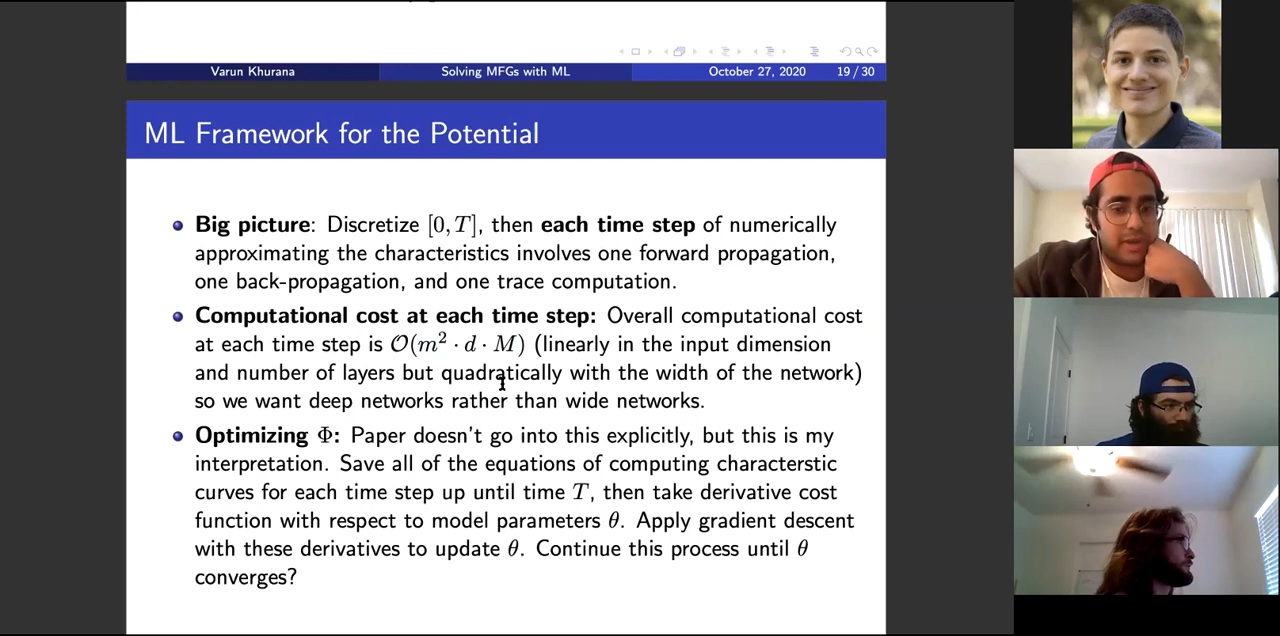 Varun Khurana Solving MFGs with ML October 27, 2020 19 / 30
ML Framework for the Potential
Big picture: Discretize [0, T], then each time step of numerically
approximating the characteristics involves one forward propagation,
one back-propagation, and one trace computation.
Computational cost at each time step: Overall computational cost
at each time step is O(m² · d · M) (linearly in the input dimension
and number of layers but quadratically with the width of the network)
so we want deep networks rather than wide networks.
Optimizing Φ: Paper doesn't go into this explicitly, but this is my
interpretation. Save all of the equations of computing characterstic
curves for each time step up until time T, then take derivative cost
function with respect to model parameters θ. Apply gradient descent
with these derivatives to update θ. Continue this process until θ
converges?